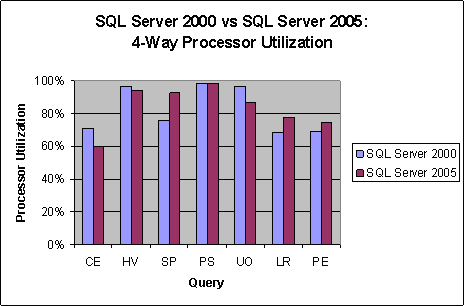 SQL Server 2000 vs SQL Server 2005:
4-Way Processor Utilization
100%
80%
60%
40%
20%
0%
Processor Utilization
CE HV SP PS UO LR PE
Query
SQL Server 2000
SQL Server 2005